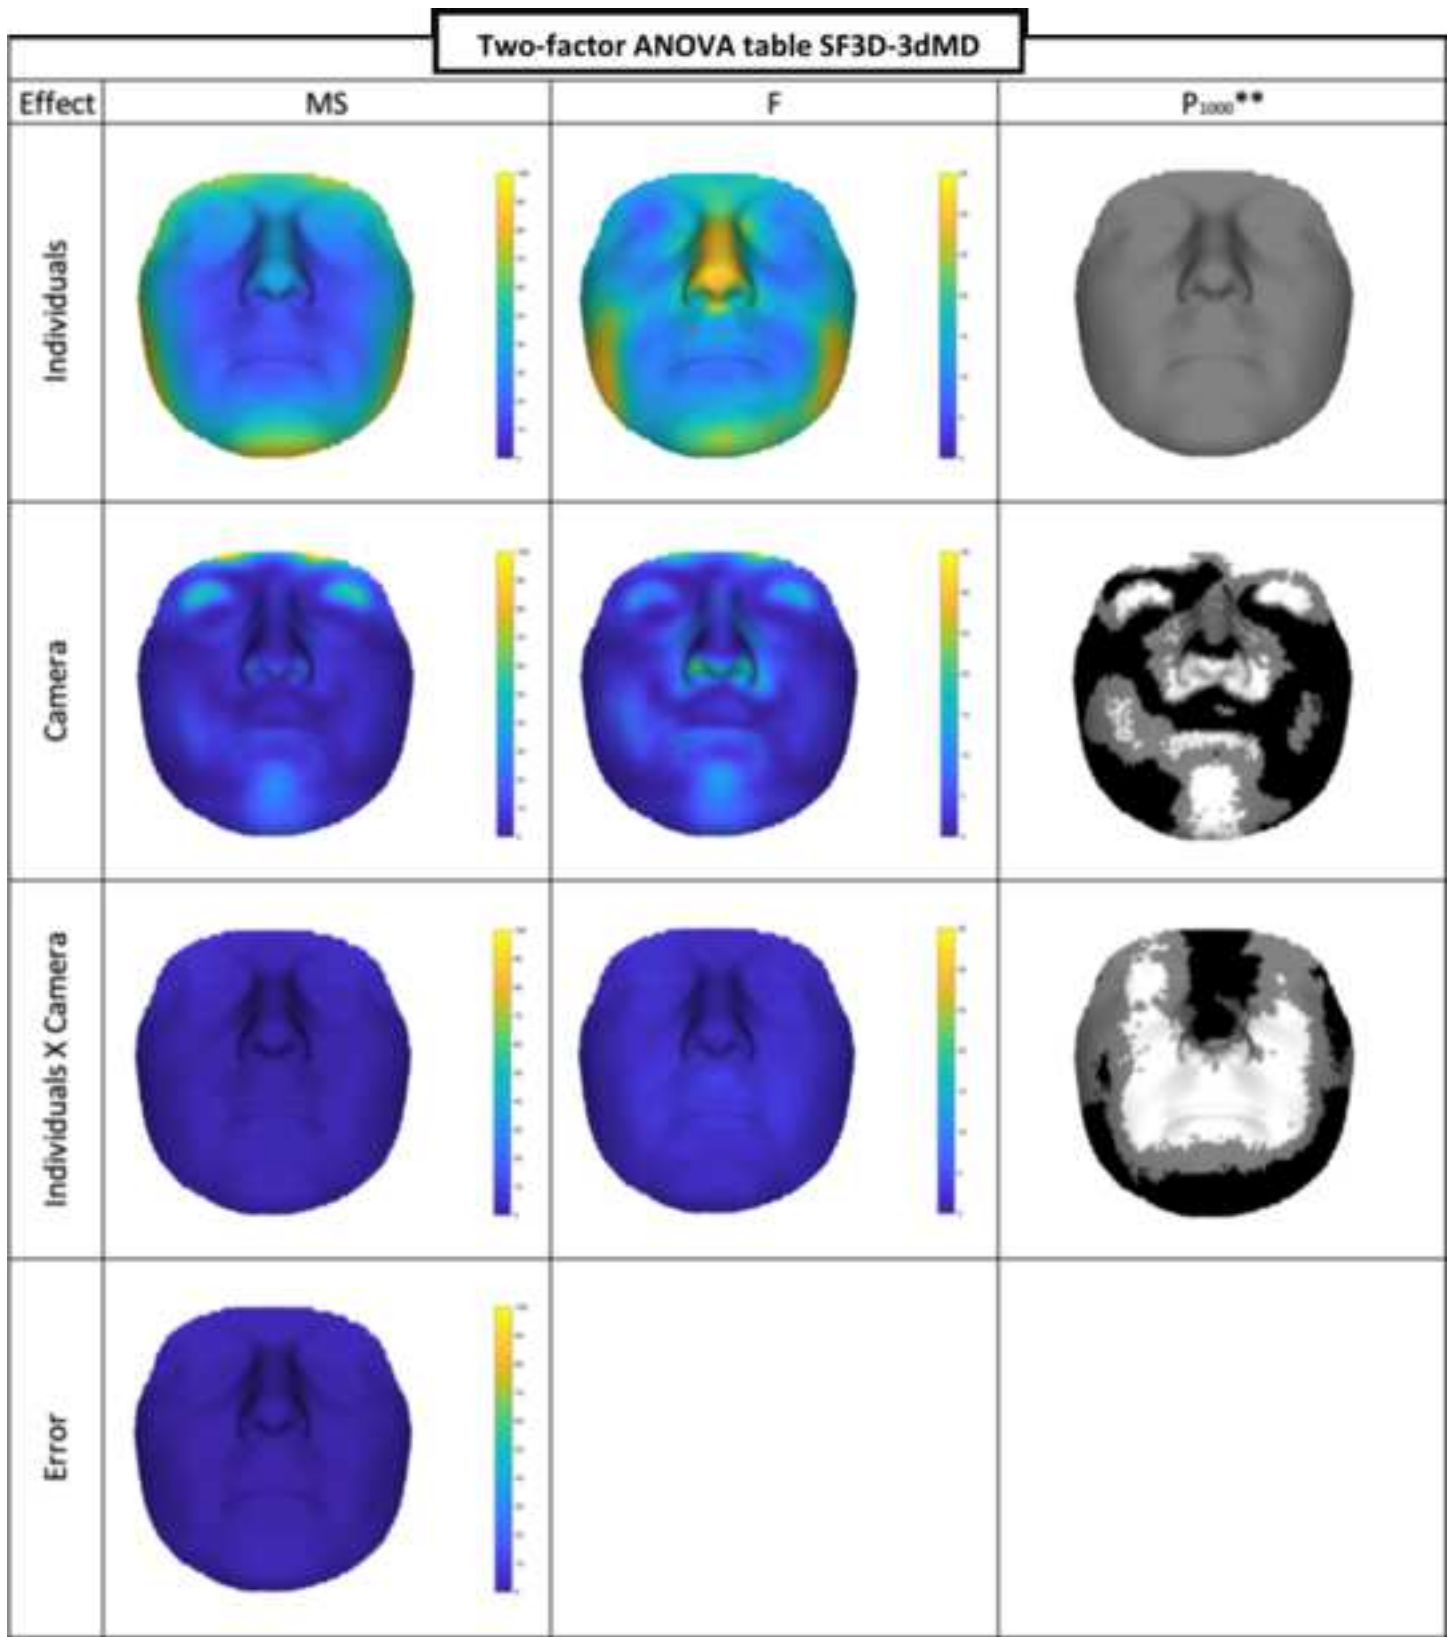 Two-factor ANOVA table SF3D-3dMD
Effect MS F P1000**
Individuals
Camera
Individuals X Camera
Error